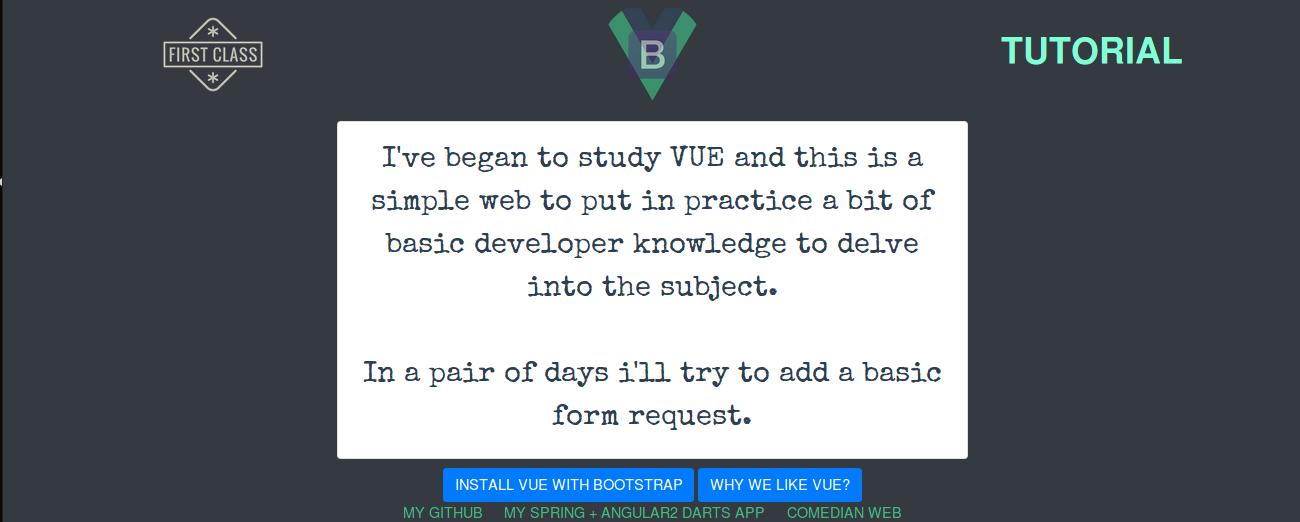 FIRST CLASS
B
TUTORIAL
I've began to study VUE and this is a
simple web to put in practice a bit of
basic developer knowledge to delve
into the subject.
In a pair of days i'll try to add a basic
form request.
INSTALL VUE WITH BOOTSTRAP WHY WE LIKE VUE?
MY GITHUB MY SPRING + ANGULAR2 DARTS APP COMEDIAN WEB